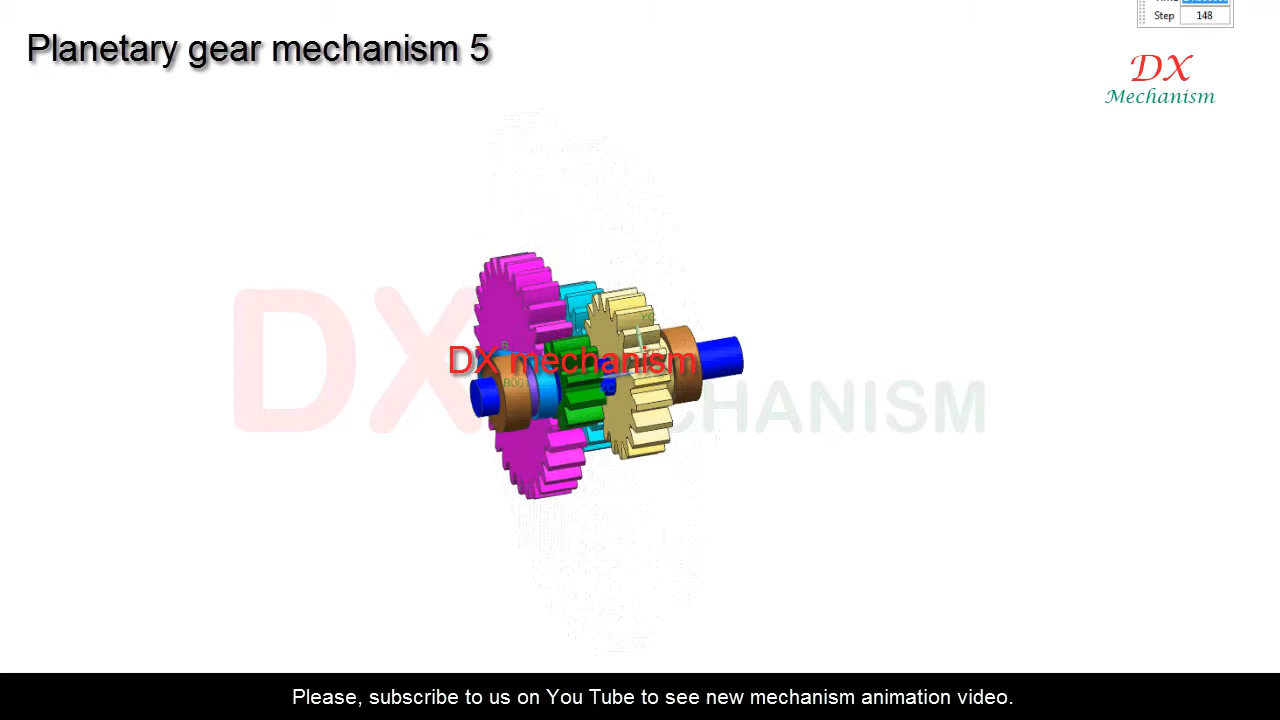 Step 148
Planetary gear mechanism 5
DX
Mechanism
DX mechanism
DX MECHANISM
Please, subscribe to us on You Tube to see new mechanism animation video.